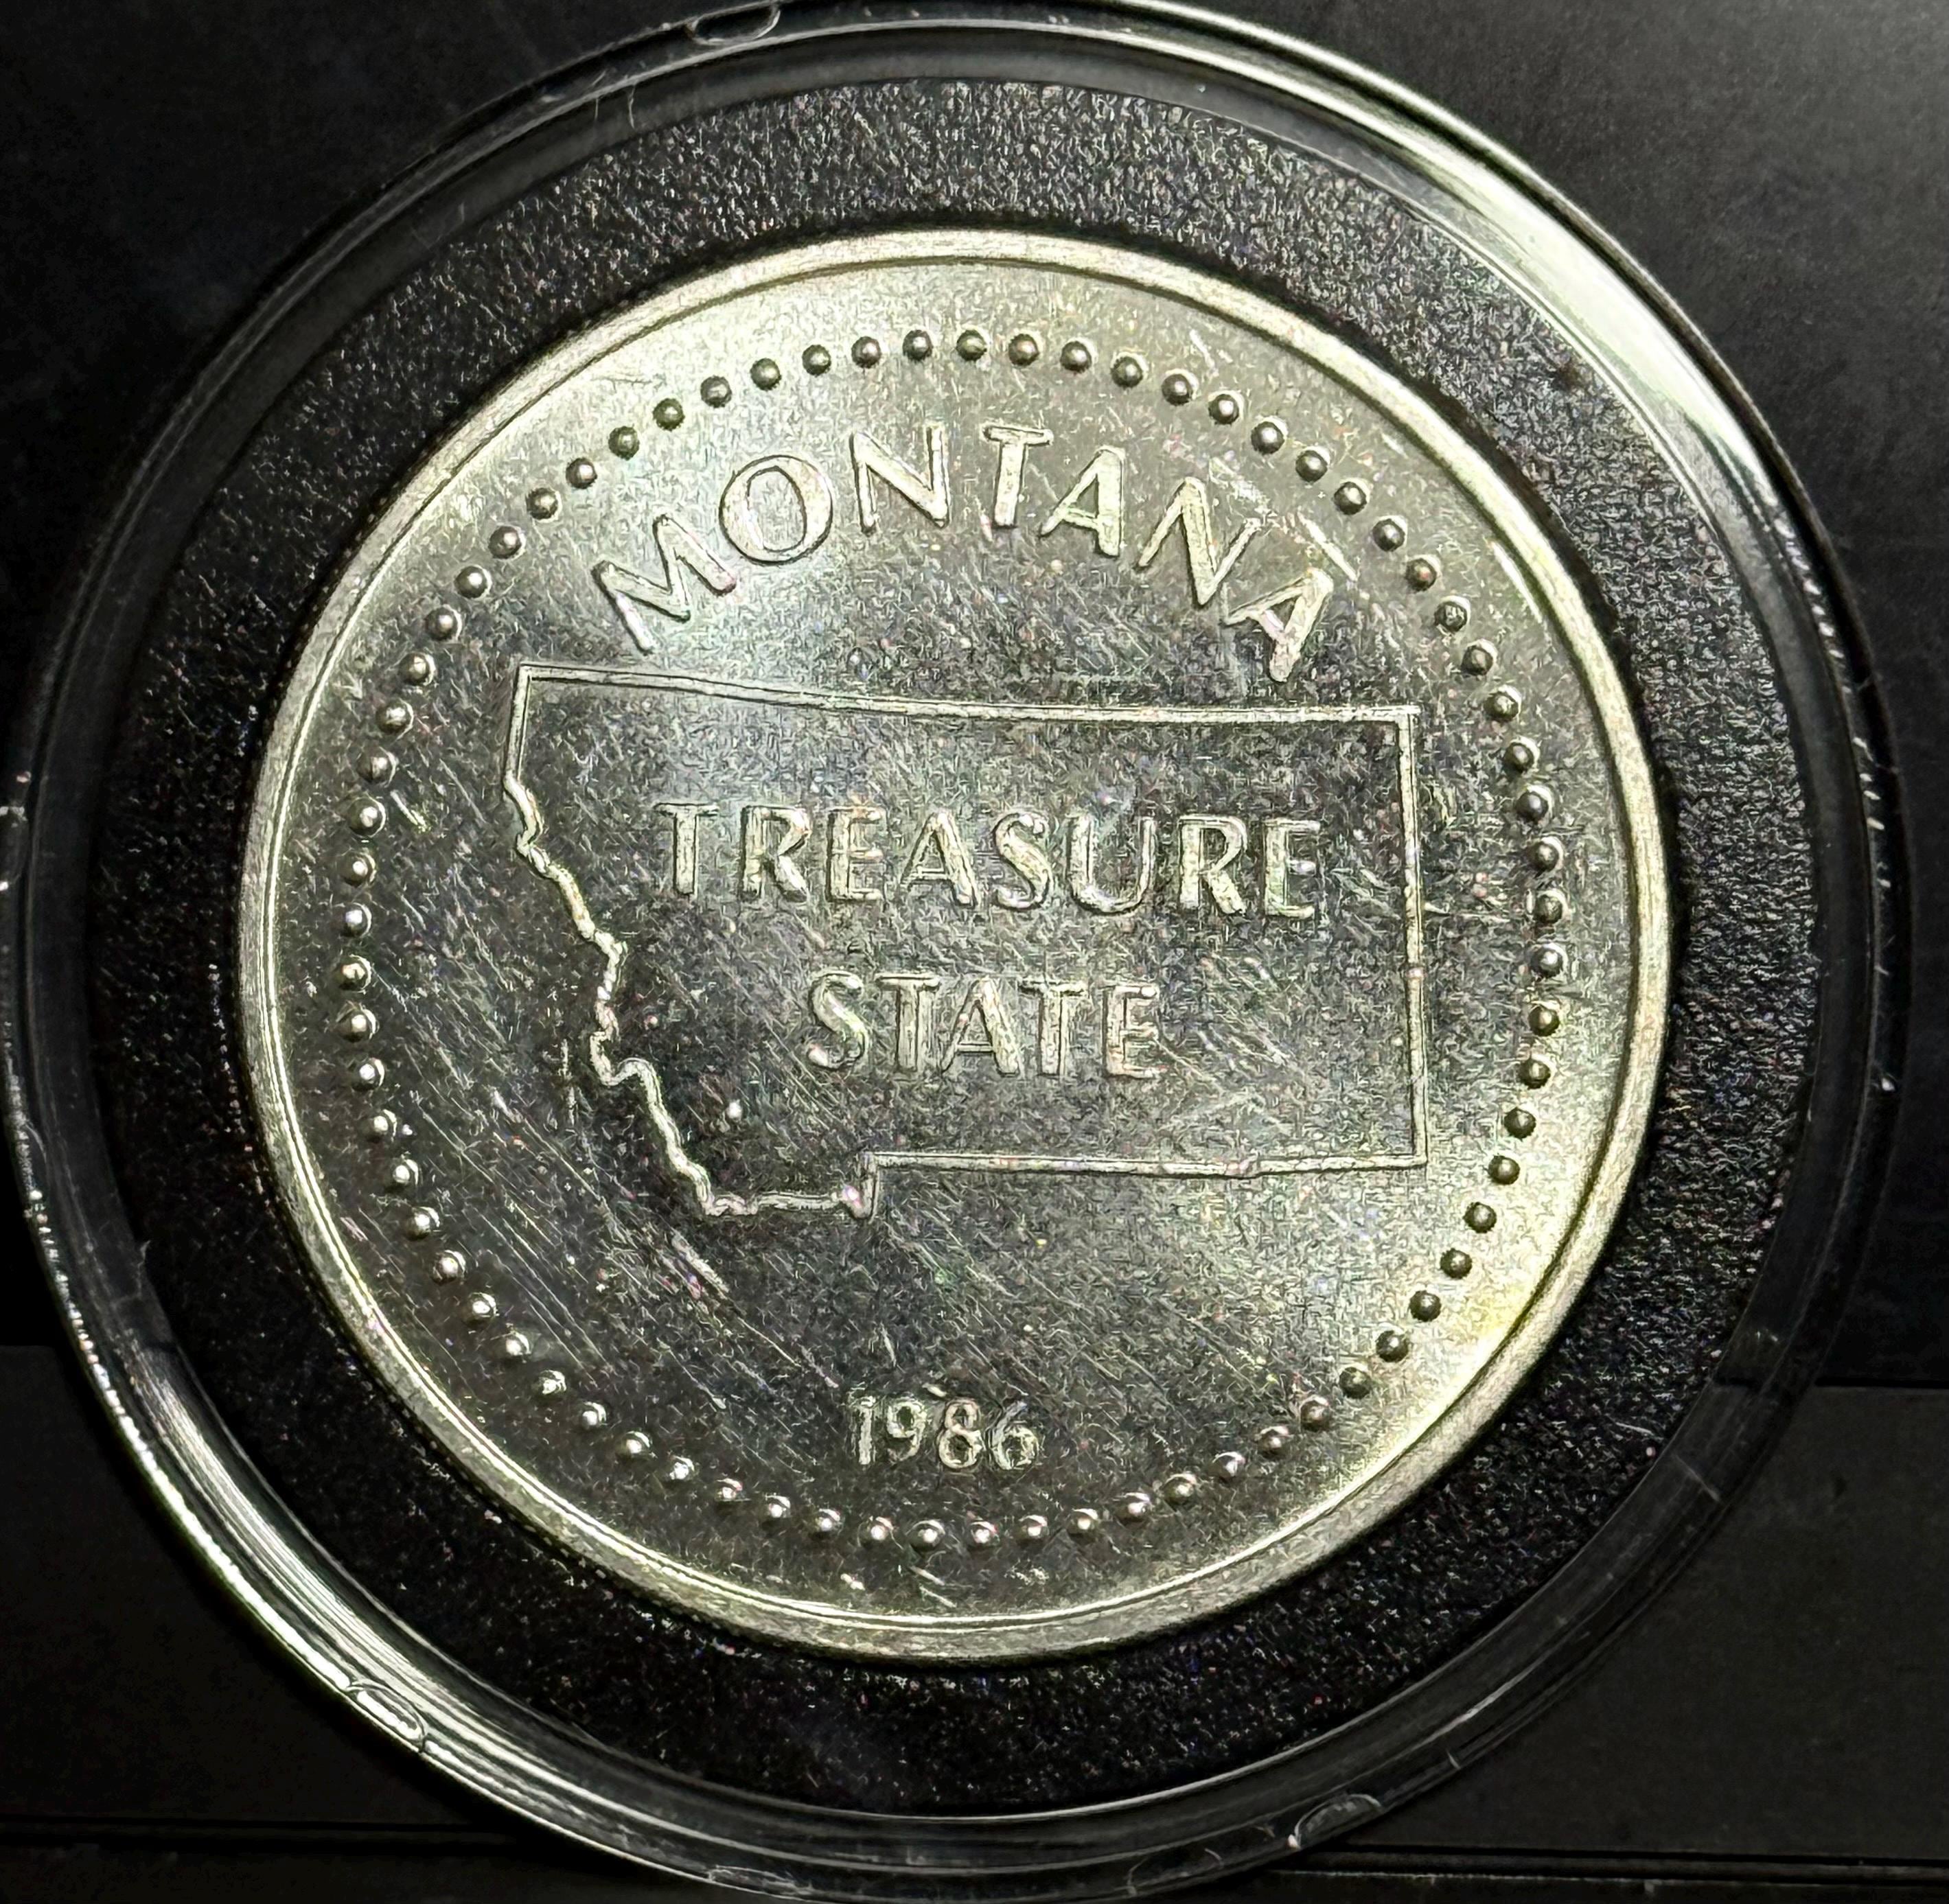 MONTANA
TREASURE
STATE
1986